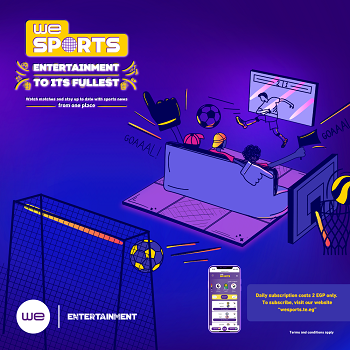 we
SPORTS
ENTERTAINMENT
TO ITS FULLEST
Watch matches and stay up to date with sports news
from one place
GOAAAL!
GOAAAL!
Daily subscription costs 2 EGP only.
To subscribe, visit our website
"wesports.te.eg"
we | ENTERTAINMENT
Terms and conditions apply